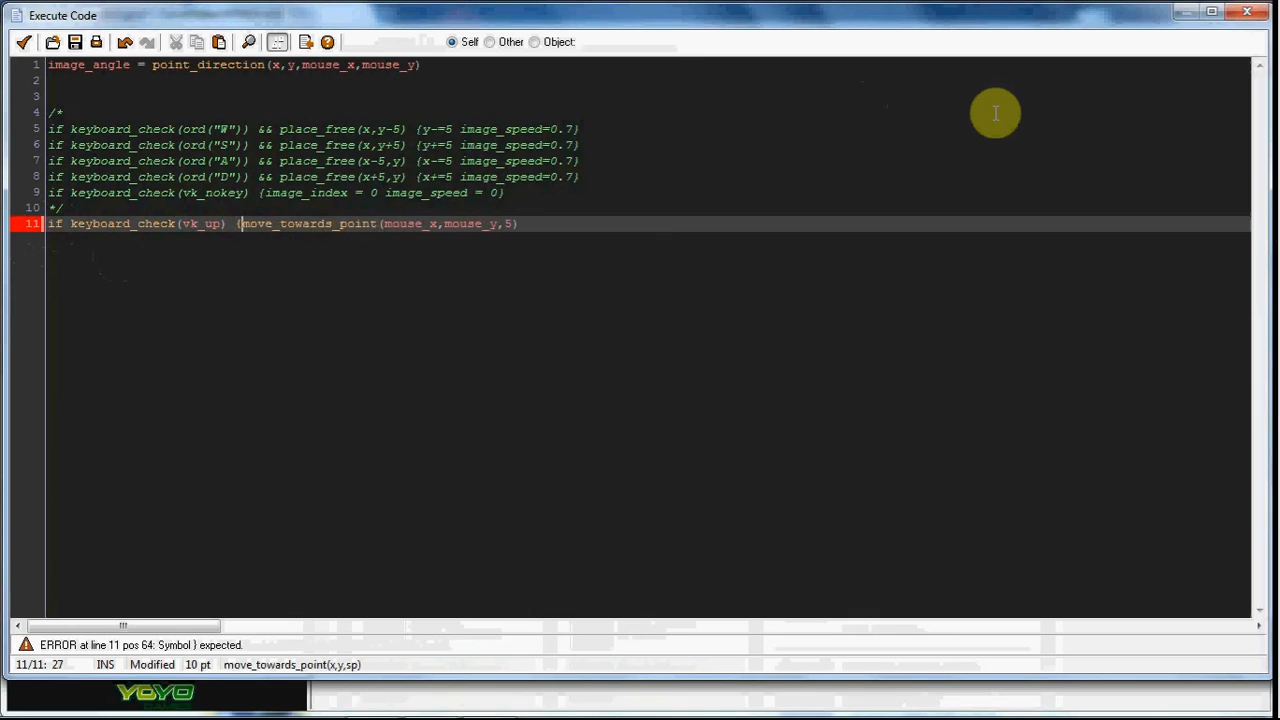 Execute Code
Self Other Object:
1 image_angle = point_direction(x,y,mouse_x,mouse_y)
2
3
4 /*
5 if keyboard_check(ord("W")) && place_free(x,y-5) {y-=5 image_speed=0.7}
6 if keyboard_check(ord("S")) && place_free(x,y+5) {y+=5 image_speed=0.7}
7 if keyboard_check(ord("A")) && place_free(x-5,y) {x-=5 image_speed=0.7}
8 if keyboard_check(ord("D")) && place_free(x+5,y) {x+=5 image_speed=0.7}
9 if keyboard_check(vk_nokey) {image_index = 0 image_speed = 0}
10 */
11 if keyboard_check(vk_up) {move_towards_point(mouse_x,mouse_y,5)
ERROR at line 11 pos 64: Symbol } expected.
11/11: 27 INS Modified 10 pt move_towards_point(x,y,sp)
YOYO
GAMES